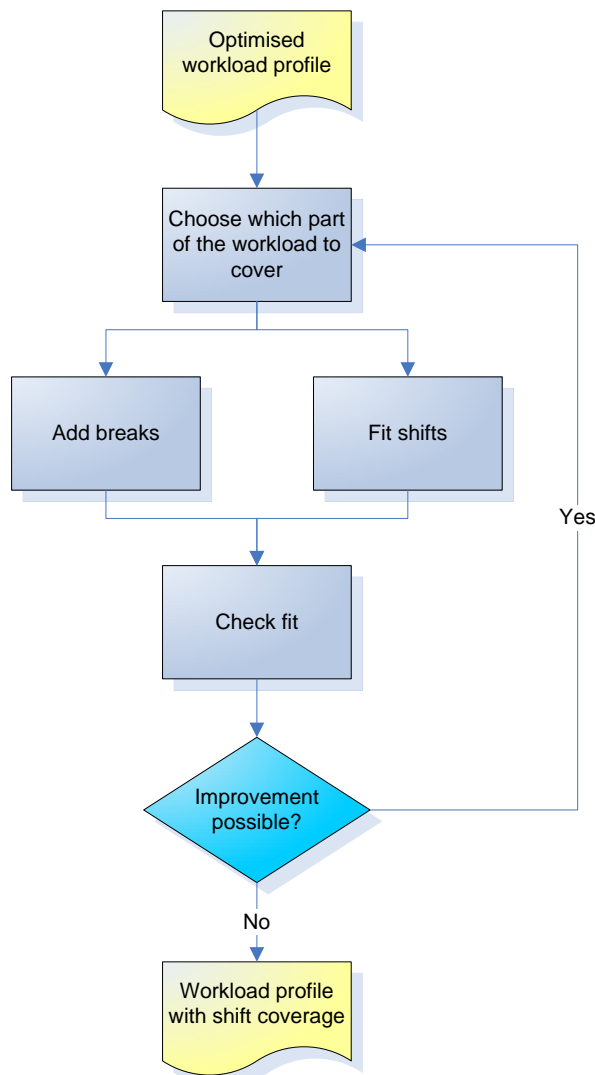 Optimised
workload profile
Choose which part
of the workload to
cover
Add breaks
Fit shifts
Yes
Check fit
Improvement
possible?
No
Workload profile
with shift coverage